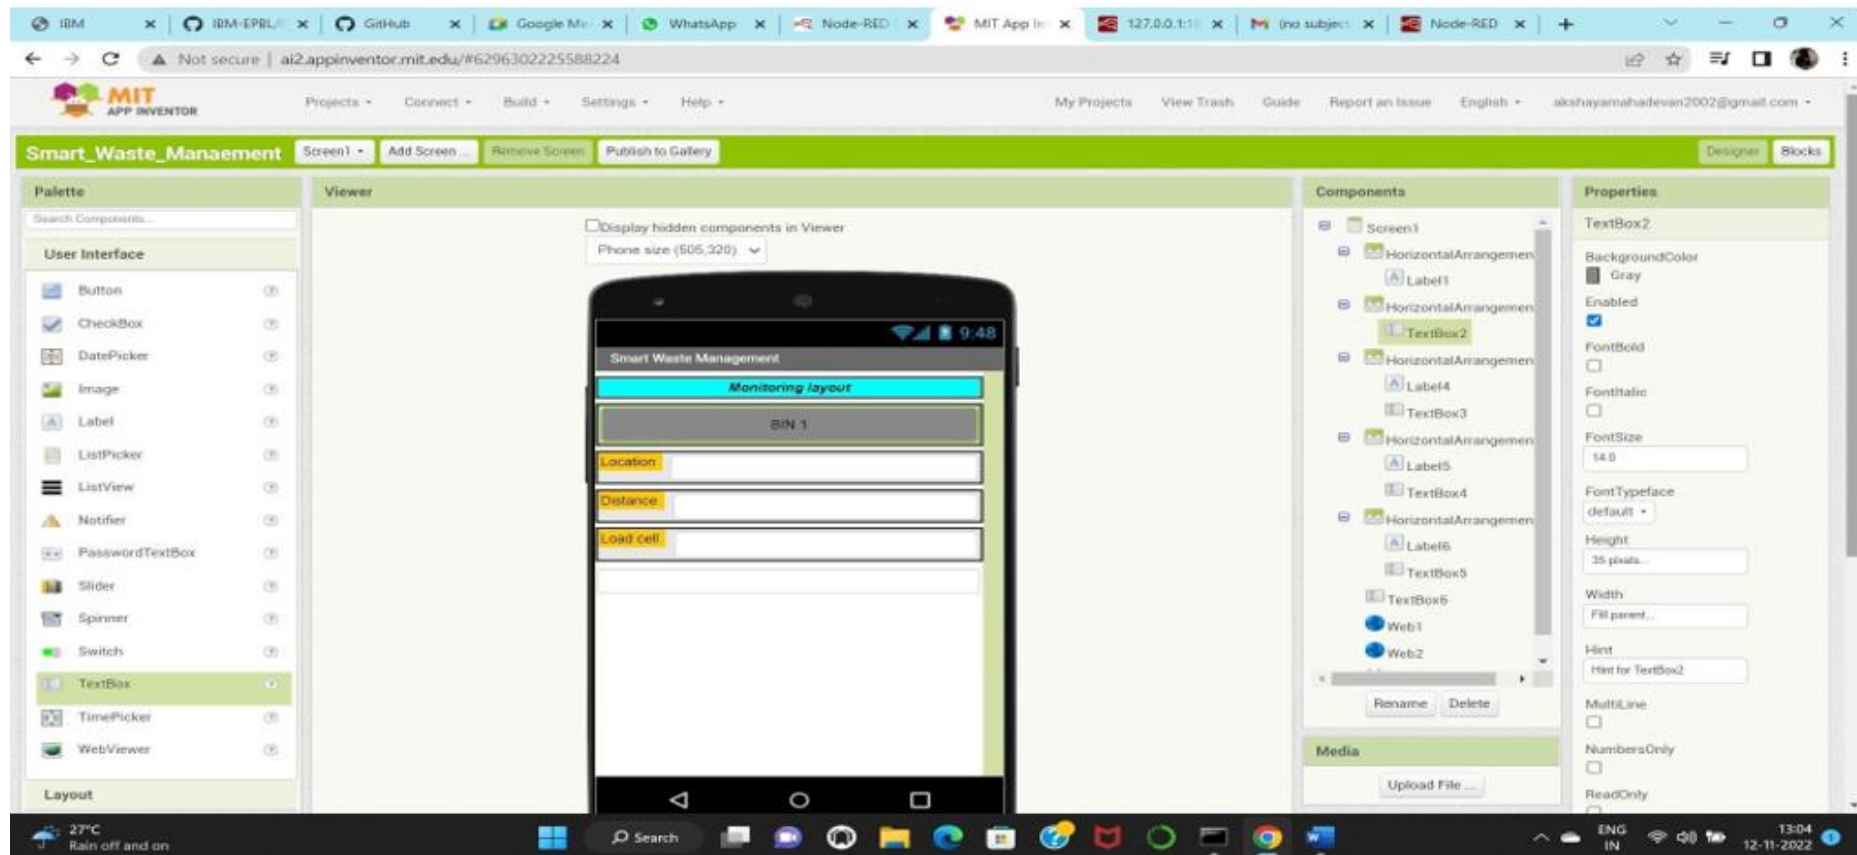 IBM
IBM-EPBL/
GitHub
Google Me
WhatsApp
Node-RED
MIT App In
127.0.0.1:1
(no subject
Node-RED
Not secure | ai2.appinventor.mit.edu/#6296302225588224
MIT
APP INVENTOR
Projects
Connect
Build
Settings
Help
My Projects
View Trash
Guide
Report an Issue
English
akshayamahadevan2002@gmail.com
Smart_Waste_Manaement
Screen1
Add Screen ...
Remove Screen
Publish to Gallery
Designer
Blocks
Palette
Search Components...
User Interface
Button
CheckBox
DatePicker
Image
Label
ListPicker
ListView
Notifier
PasswordTextBox
Slider
Spinner
Switch
TextBox
TimePicker
WebViewer
Layout
Viewer
Display hidden components in Viewer
Phone size (505,320)
9:48
Smart Waste Management
Monitoring layout
BIN 1
Location
Distance
Load cell
Components
Screen1
HorizontalArrangemen
Label1
HorizontalArrangemen
TextBox2
HorizontalArrangemen
Label4
TextBox3
HorizontalArrangemen
Label5
TextBox4
HorizontalArrangemen
Label6
TextBox5
TextBox6
Web1
Web2
Rename
Delete
Media
Upload File ...
Properties
TextBox2
BackgroundColor
Gray
Enabled
FontBold
FontItalic
FontSize
14.0
FontTypeface
default
Height
35 pixels...
Width
Fill parent...
Hint
Hint for TextBox2
MultiLine
NumbersOnly
ReadOnly
27°C
Rain off and on
Search
ENG
IN
13:04
12-11-2022